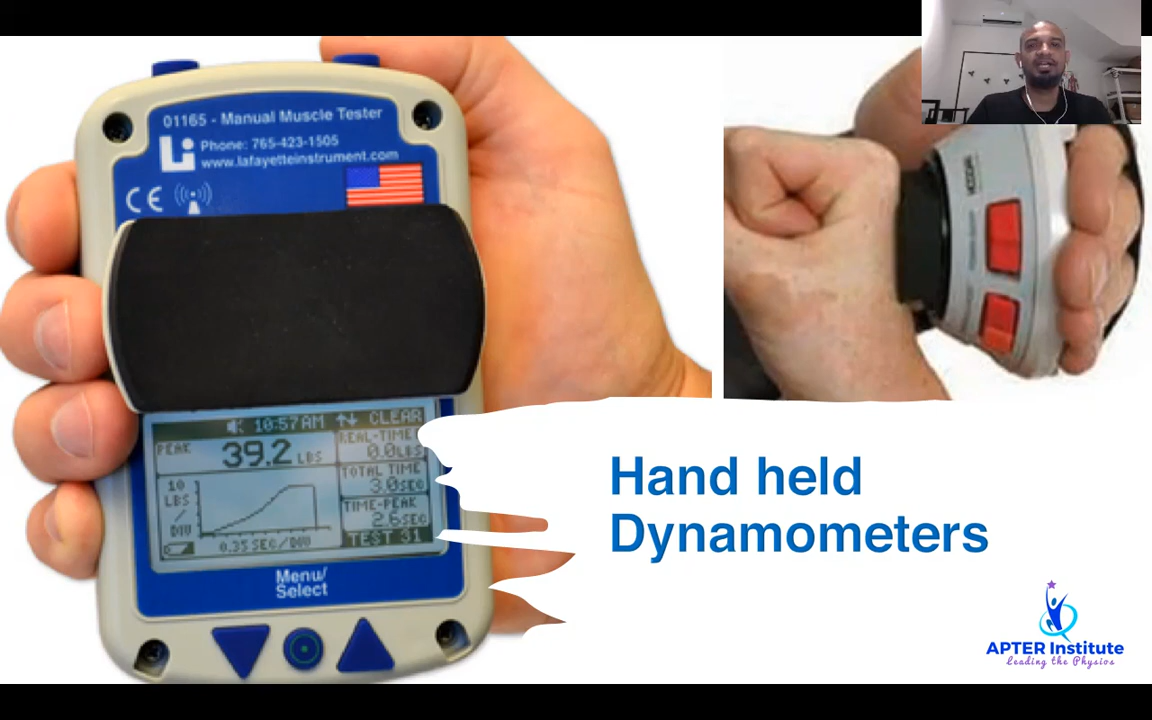 01165 - Manual Muscle Tester
Li
Phone: 765-423-1505
www.lafayetteinstrument.com
CE
10:57AM CLEAR
PEAK 39.2 LBS
REAL-TIME
0.0LBS
TOTAL TIME
3.0SEC
TIME-PEAK
2.6SEC
TEST 31
10
LBS
/
DIV
0.35 SEC/DIV
Menu/
Select
Hand held
Dynamometers
APTER Institute
Leading the Physios